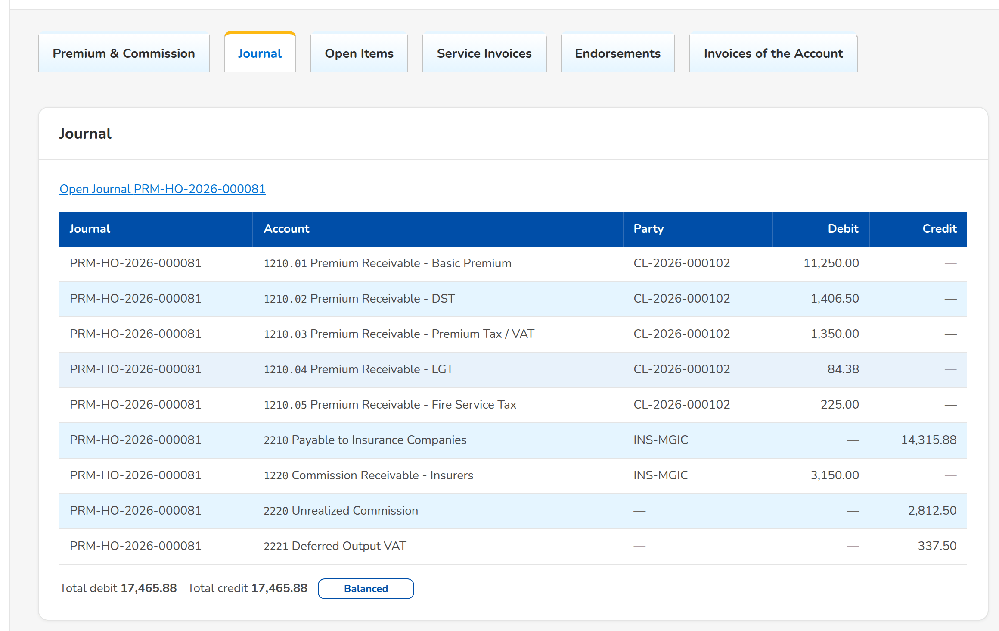 Premium & Commission Journal Open Items Service Invoices Endorsements Invoices of the Account
Journal
Open Journal PRM-HO-2026-000081
Journal Account Party Debit Credit
PRM-HO-2026-000081 1210.01 Premium Receivable - Basic Premium CL-2026-000102 11,250.00 —
PRM-HO-2026-000081 1210.02 Premium Receivable - DST CL-2026-000102 1,406.50 —
PRM-HO-2026-000081 1210.03 Premium Receivable - Premium Tax / VAT CL-2026-000102 1,350.00 —
PRM-HO-2026-000081 1210.04 Premium Receivable - LGT CL-2026-000102 84.38 —
PRM-HO-2026-000081 1210.05 Premium Receivable - Fire Service Tax CL-2026-000102 225.00 —
PRM-HO-2026-000081 2210 Payable to Insurance Companies INS-MGIC — 14,315.88
PRM-HO-2026-000081 1220 Commission Receivable - Insurers INS-MGIC 3,150.00 —
PRM-HO-2026-000081 2220 Unrealized Commission — — 2,812.50
PRM-HO-2026-000081 2221 Deferred Output VAT — — 337.50
Total debit 17,465.88 Total credit 17,465.88 Balanced